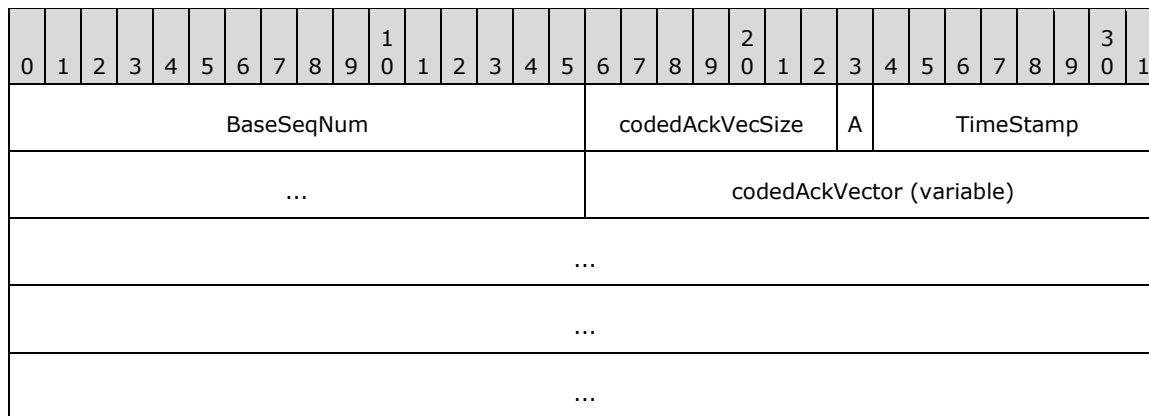 1 2 3
0 1 2 3 4 5 6 7 8 9 0 1 2 3 4 5 6 7 8 9 0 1 2 3 4 5 6 7 8 9 0 1
BaseSeqNum codedAckVecSize A TimeStamp
... codedAckVector (variable)
...
...
...